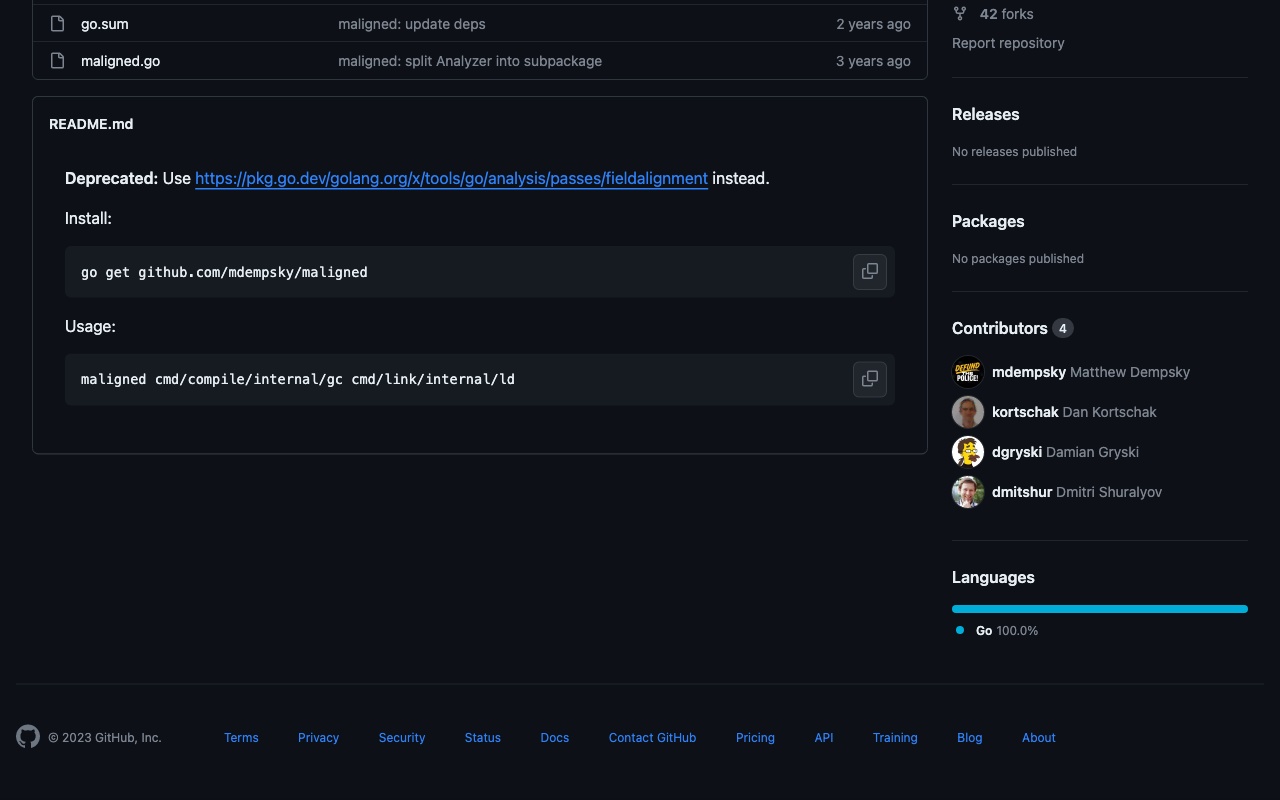 go.sum maligned: update deps 2 years ago
maligned.go maligned: split Analyzer into subpackage 3 years ago
README.md
Deprecated: Use https://pkg.go.dev/golang.org/x/tools/go/analysis/passes/fieldalignment instead.
Install:
go get github.com/mdempsky/maligned
Usage:
maligned cmd/compile/internal/gc cmd/link/internal/ld
42 forks
Report repository
Releases
No releases published
Packages
No packages published
Contributors 4
DEFUND THE POLICE!
mdempsky Matthew Dempsky
kortschak Dan Kortschak
dgryski Damian Gryski
dmitshur Dmitri Shuralyov
Languages
Go 100.0%
© 2023 GitHub, Inc. Terms Privacy Security Status Docs Contact GitHub Pricing API Training Blog About